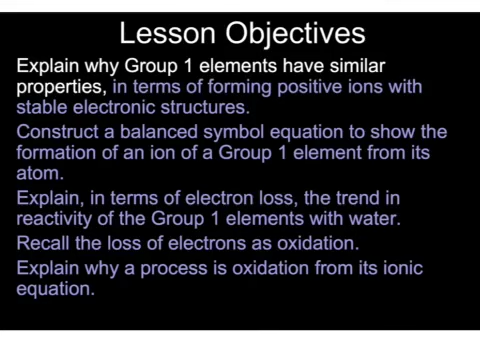 Lesson Objectives
Explain why Group 1 elements have similar
properties, in terms of forming positive ions with
stable electronic structures.
Construct a balanced symbol equation to show the
formation of an ion of a Group 1 element from its
atom.
Explain, in terms of electron loss, the trend in
reactivity of the Group 1 elements with water.
Recall the loss of electrons as oxidation.
Explain why a process is oxidation from its ionic
equation.